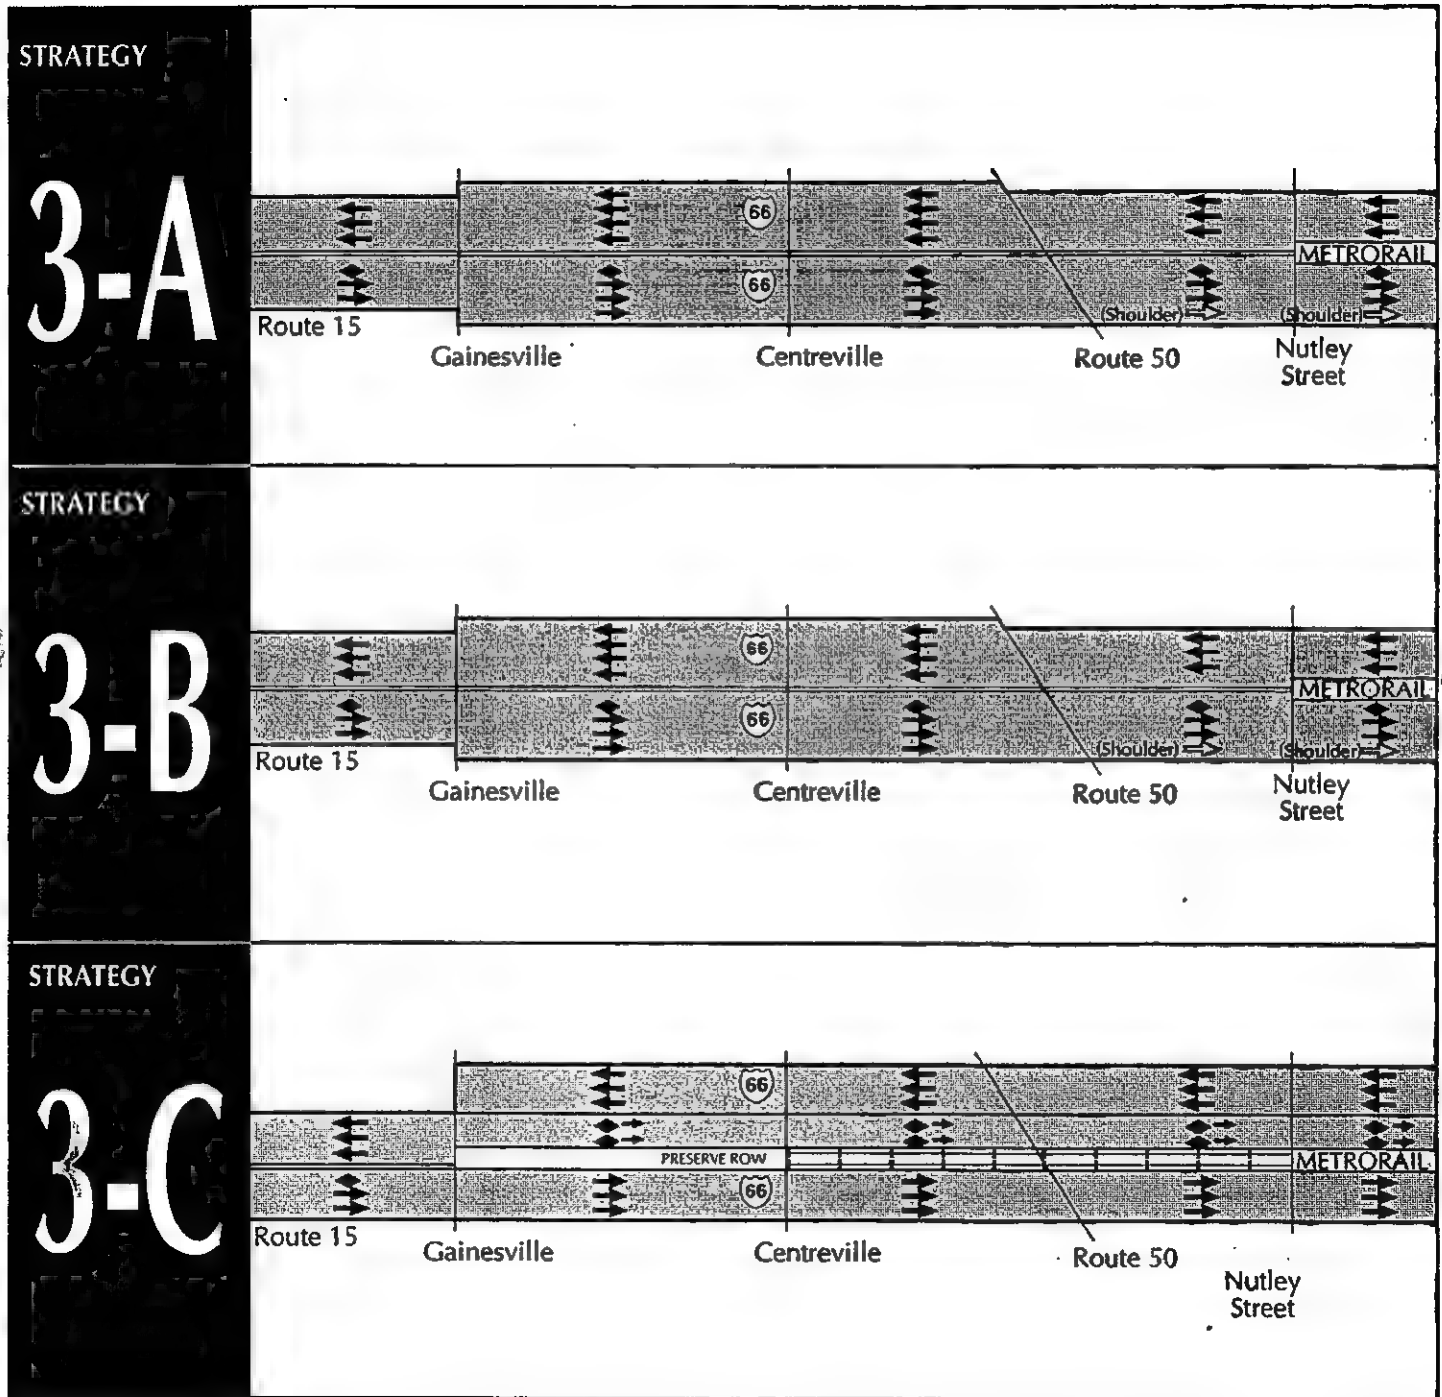 STRATEGY
3-A
66
66
METRORAIL
(Shoulder)
(Shoulder)
Route 15
Gainesville
Centreville
Route 50
Nutley
Street
STRATEGY
3-B
66
66
METRORAIL
(Shoulder)
(Shoulder)
Route 15
Gainesville
Centreville
Route 50
Nutley
Street
STRATEGY
3-C
66
PRESERVE ROW
METRORAIL
66
Route 15
Gainesville
Centreville
Route 50
Nutley
Street